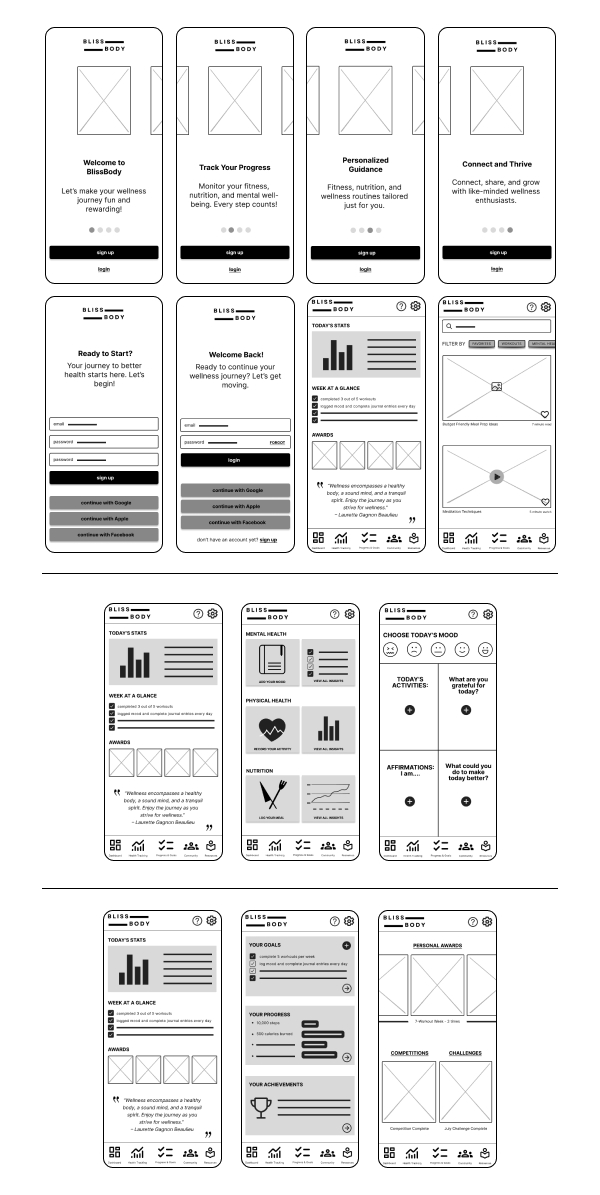 BLISS
BODY
Welcome to
BlissBody
Let's make your wellness
journey fun and
rewarding!
sign up
login
BLISS
BODY
Track Your Progress
Monitor your fitness,
nutrition, and mental well-
being. Every step counts!
sign up
login
BLISS
BODY
Personalized
Guidance
Fitness, nutrition, and
wellness routines tailored
just for you.
sign up
login
BLISS
BODY
Connect and Thrive
Connect, share, and grow
with like-minded wellness
enthusiasts.
sign up
login
BLISS
BODY
Ready to Start?
Your journey to better
health starts here. Let's
begin!
email
password
password
sign up
continue with Google
continue with Apple
continue with Facebook
BLISS
BODY
Welcome Back!
Ready to continue your
wellness journey? Let's get
moving.
email
password FORGOT
login
continue with Google
continue with Apple
continue with Facebook
don't have an account yet? sign up
BLISS
BODY
TODAY'S STATS
WEEK AT A GLANCE
completed 3 out of 5 workouts
logged mood and complete journal entries every day
AWARDS
"Wellness encompasses a healthy
body, a sound mind, and a tranquil
spirit. Enjoy the journey as you
strive for wellness."
~ Laurette Gagnon Beaulieu
Dashboard Health Tracking Progress & Goals Community Resources
BLISS
BODY
FILTER BY FAVORITES WORKOUTS MENTAL
Budget Friendly Meal Prep Ideas
Meditation Techniques
Dashboard Health Tracking Progress & Goals Community Resources
BLISS
BODY
TODAY'S STATS
WEEK AT A GLANCE
completed 3 out of 5 workouts
logged mood and complete journal entries every day
AWARDS
"Wellness encompasses a healthy
body, a sound mind, and a tranquil
spirit. Enjoy the journey as you
strive for wellness."
~ Laurette Gagnon Beaulieu
Dashboard Health Tracking Progress & Goals Community Resources
BLISS
BODY
MENTAL HEALTH
ADD YOUR MOOD VIEW ALL INSIGHTS
PHYSICAL HEALTH
RECORD YOUR ACTIVITY VIEW ALL INSIGHTS
NUTRITION
LOG YOUR MEAL VIEW ALL INSIGHTS
Dashboard Health Tracking Progress & Goals Community Resources
BLISS
BODY
CHOOSE TODAY'S MOOD
TODAY'S
ACTIVITIES:
What are you
grateful for
today?
AFFIRMATIONS:
I am....
What could you
do to make
today better?
Dashboard Health Tracking Progress & Goals Community Resources
BLISS
BODY
TODAY'S STATS
WEEK AT A GLANCE
completed 3 out of 5 workouts
logged mood and complete journal entries every day
AWARDS
"Wellness encompasses a healthy
body, a sound mind, and a tranquil
spirit. Enjoy the journey as you
strive for wellness."
~ Laurette Gagnon Beaulieu
Dashboard Health Tracking Progress & Goals Community Resources
BLISS
BODY
YOUR GOALS
complete 5 workouts per week
log mood and complete journal entries every day
YOUR PROGRESS
10,000 steps
calories burned
YOUR ACHIEVEMENTS
Dashboard Health Tracking Progress & Goals Community Resources
BLISS
BODY
PERSONAL AWARDS
7-Workout Week - 2 times
COMPETITIONS CHALLENGES
Competition Complete July Challenge Complete
Dashboard Health Tracking Progress & Goals Community Resources